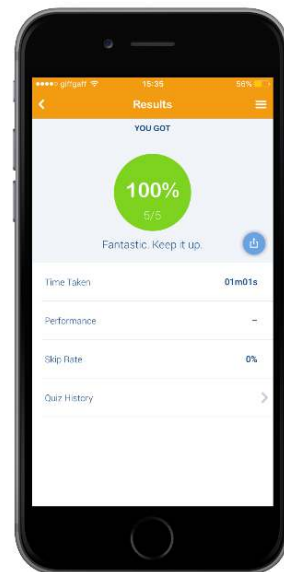 giffgaff 15:35 56%
Results
YOU GOT
100%
5/5
Fantastic. Keep it up.
Time Taken 01m01s
Performance –
Skip Rate 0%
Quiz History